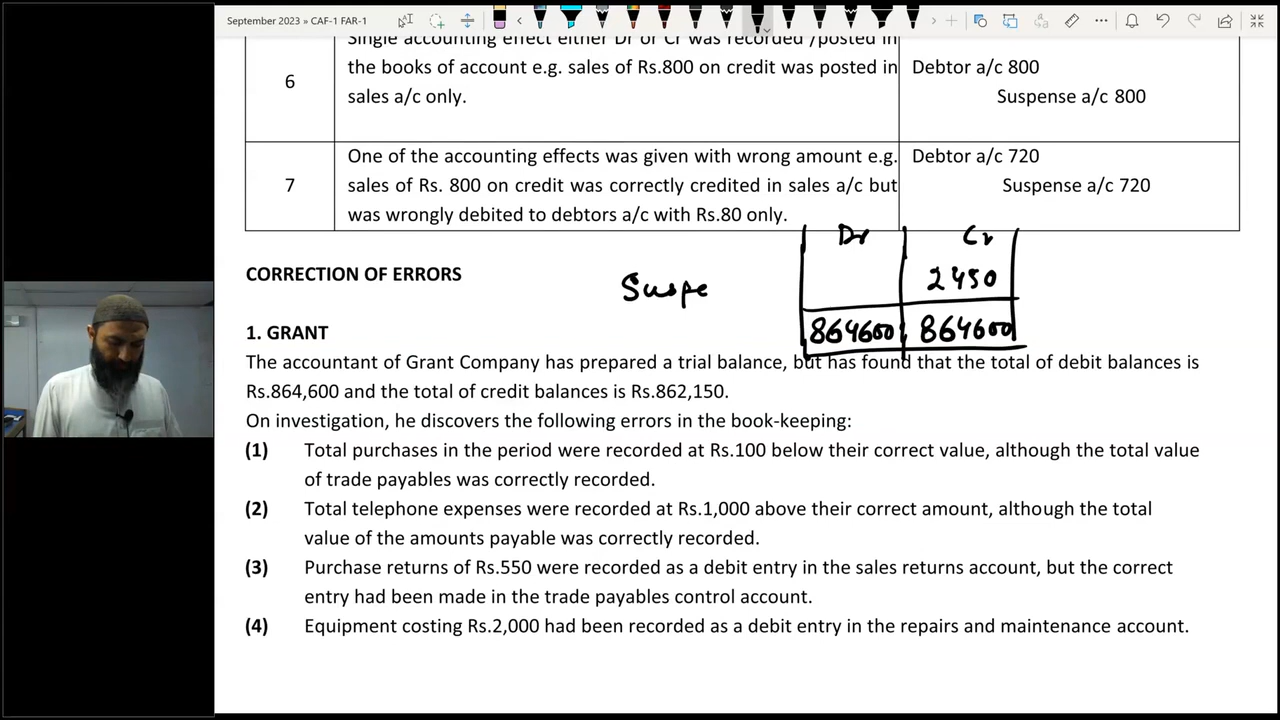 September 2023 » CAF-1 FAR-1
6
Single accounting effect either Dr or Cr was recorded /posted in
the books of account e.g. sales of Rs.800 on credit was posted in
sales a/c only.
Debtor a/c 800
Suspense a/c 800
7
One of the accounting effects was given with wrong amount e.g.
sales of Rs. 800 on credit was correctly credited in sales a/c but
was wrongly debited to debtors a/c with Rs.80 only.
Debtor a/c 720
Suspense a/c 720
Dr Cr
CORRECTION OF ERRORS
Suspe 2450
864600 864600
1. GRANT
The accountant of Grant Company has prepared a trial balance, but has found that the total of debit balances is
Rs.864,600 and the total of credit balances is Rs.862,150.
On investigation, he discovers the following errors in the book-keeping:
(1) Total purchases in the period were recorded at Rs.100 below their correct value, although the total value
of trade payables was correctly recorded.
(2) Total telephone expenses were recorded at Rs.1,000 above their correct amount, although the total
value of the amounts payable was correctly recorded.
(3) Purchase returns of Rs.550 were recorded as a debit entry in the sales returns account, but the correct
entry had been made in the trade payables control account.
(4) Equipment costing Rs.2,000 had been recorded as a debit entry in the repairs and maintenance account.